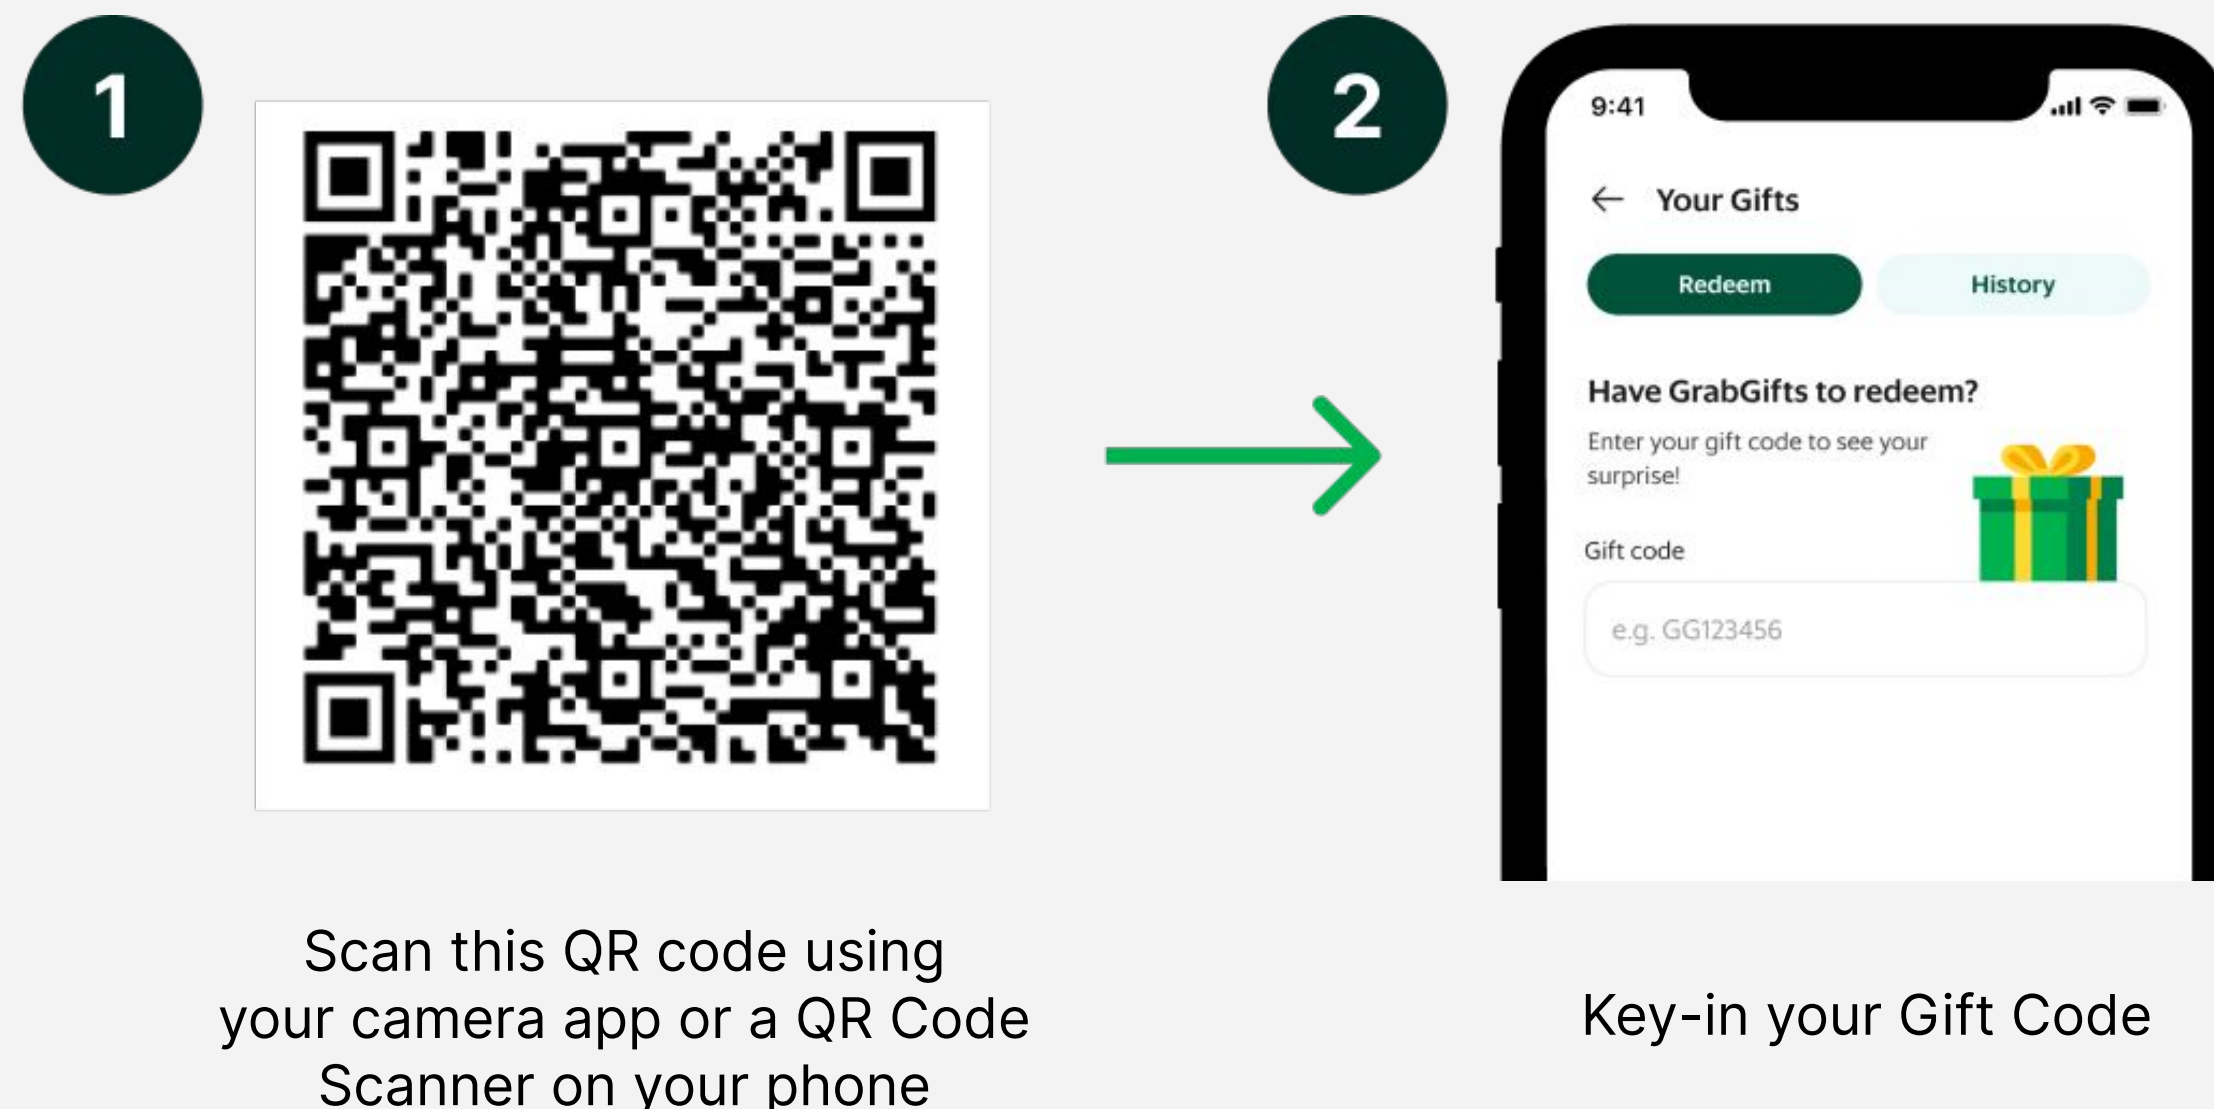 1
Scan this QR code using
your camera app or a QR Code
Scanner on your phone
2
9:41
Your Gifts
Redeem
History
Have GrabGifts to redeem?
Enter your gift code to see your
surprise!
Gift code
e.g. GG123456
Key-in your Gift Code